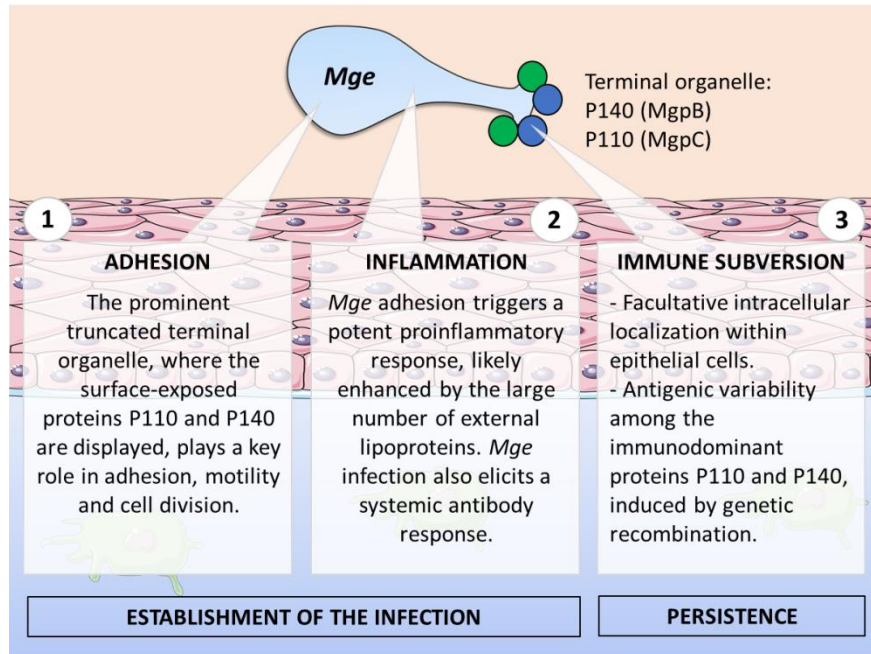 Mge
Terminal organelle:
P140 (MgpB)
P110 (MgpC)
1
ADHESION
The prominent
truncated terminal
organelle, where the
surface-exposed
proteins P110 and P140
are displayed, plays a key
role in adhesion, motility
and cell division.
2
INFLAMMATION
Mge adhesion triggers a
potent proinflammatory
response, likely
enhanced by the large
number of external
lipoproteins. Mge
infection also elicits a
systemic antibody
response.
3
IMMUNE SUBVERSION
- Facultative intracellular
localization within
epithelial cells.
- Antigenic variability
among the
immunodominant
proteins P110 and P140,
induced by genetic
recombination.
ESTABLISHMENT OF THE INFECTION
PERSISTENCE